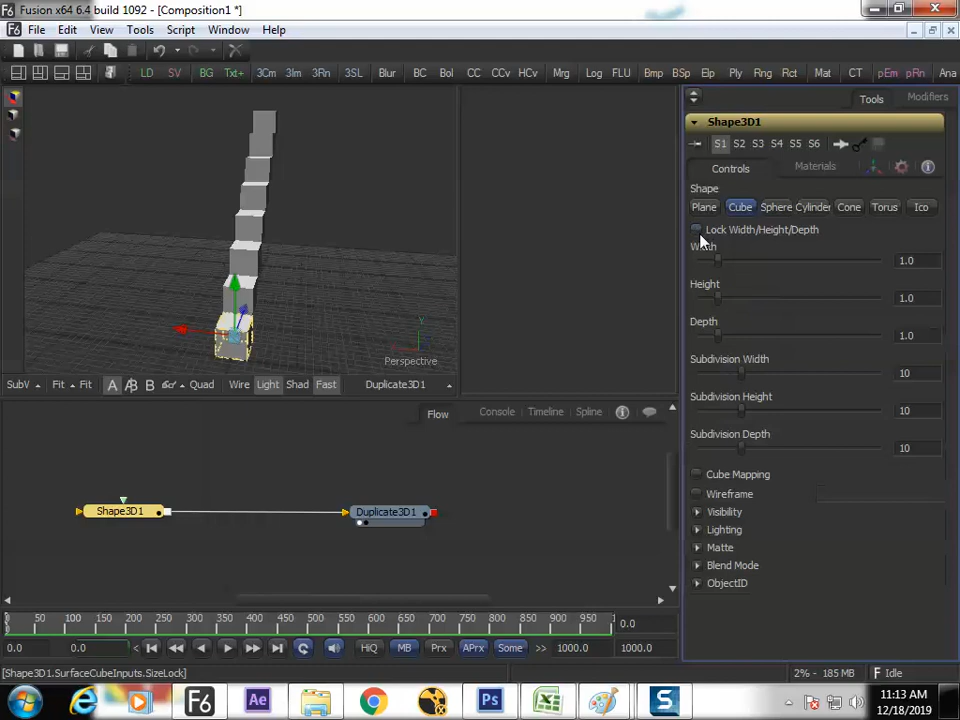 Fusion x64 6.4 build 1092 - [Composition1 *]
File Edit View Tools Script Window Help
LD SV BG Txt+ 3Cm 3Im 3Rn 3SL Blur BC Bol CC CCv HCv Mrg Log FLU Bmp BSp Elp Ply Rng Rct Mat CT pEm pRn Ana
Tools Modifiers
Shape3D1
S1 S2 S3 S4 S5 S6
Controls Materials
Shape
Plane Cube Sphere Cylinder Cone Torus Ico
Lock Width/Height/Depth
Width
1.0
Height
1.0
Depth
1.0
Subdivision Width
10
Subdivision Height
10
Subdivision Depth
10
Cube Mapping
Wireframe
Visibility
Lighting
Matte
Blend Mode
ObjectID
Y
Perspective
SubV Fit Fit A B Quad Wire Light Shad Fast Duplicate3D1
Flow Console Timeline Spline
Shape3D1 Duplicate3D1
0 50 100 150 200 250 300 350 400 450 500 550 600 650 700 750 800 850 900 950
0.0
0.0 0.0 HiQ MB Prx APrx Some >> 1000.0 1000.0
[Shape3D1.SurfaceCubeInputs.SizeLock] 2% - 185 MB Idle
11:13 AM
12/18/2019